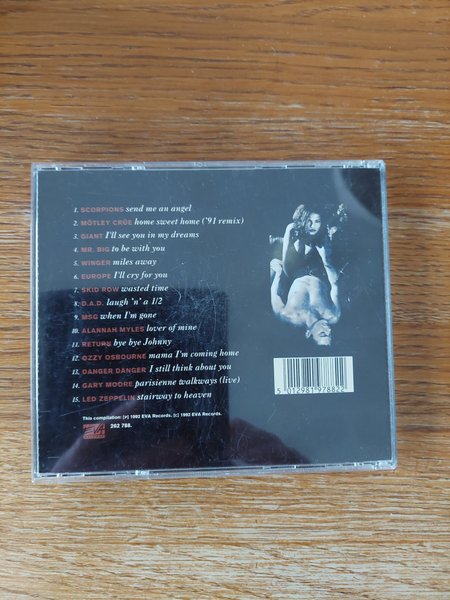 1. SCORPIONS send me an angel
2. MÖTLEY CRÜE home sweet home ('91 remix)
3. GIANT I'll see you in my dreams
4. MR. BIG to be with you
5. WINGER miles away
6. EUROPE I'll cry for you
7. SKID ROW wasted time
8. D.A.D. laugh 'n' a 1/2
9. MSG when I'm gone
10. ALANNAH MYLES lover of mine
11. RETURN bye bye Johnny
12. OZZY OSBOURNE mama I'm coming home
13. DANGER DANGER I still think about you
14. GARY MOORE parisienne walkways (live)
15. LED ZEPPELIN stairway to heaven
This compilation: (p) 1992 EVA Records. (c) 1992 EVA Records.
262 788.
5 012981 978822